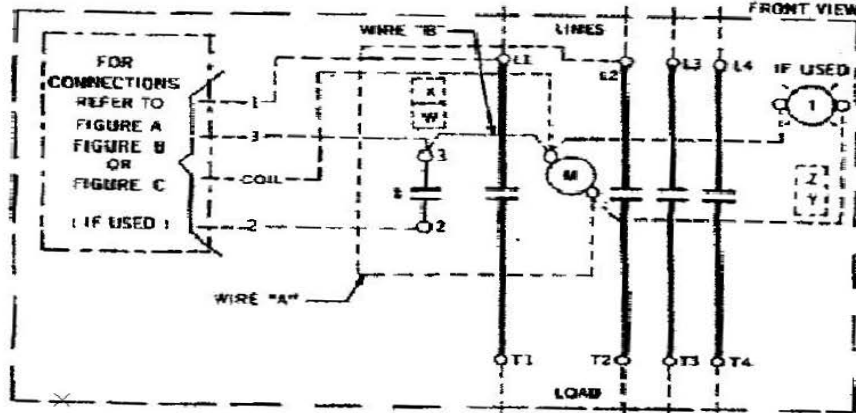 FRONT VIEW
FOR
CONNECTIONS
REFER TO
FIGURE A
FIGURE B
OR
FIGURE C
( IF USED )
1
3
COIL
2
WIRE "B"
LINES
L1
L2
L3
L4
IF USED
1
X
W
3
2
M
Z
Y
WIRE "A"
T1
T2
T3
T4
LOAD